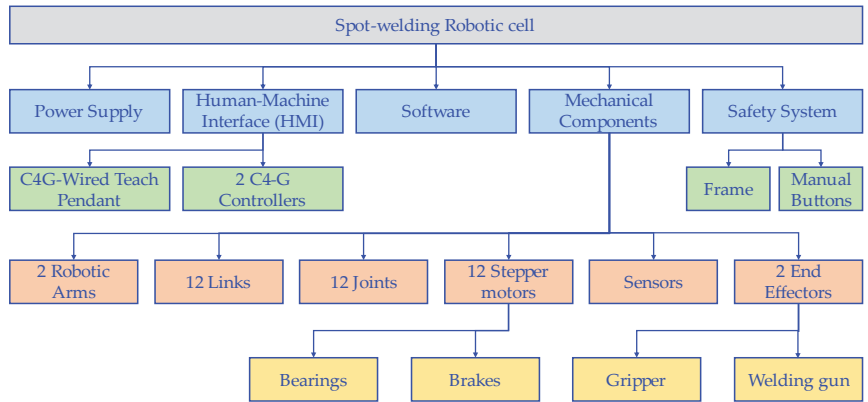 Spot-welding Robotic cell
Power Supply
Human-Machine
Interface (HMI)
Software
Mechanical
Components
Safety System
C4G-Wired Teach
Pendant
2 C4-G
Controllers
Frame
Manual
Buttons
2 Robotic
Arms
12 Links
12 Joints
12 Stepper
motors
Sensors
2 End
Effectors
Bearings
Brakes
Gripper
Welding gun